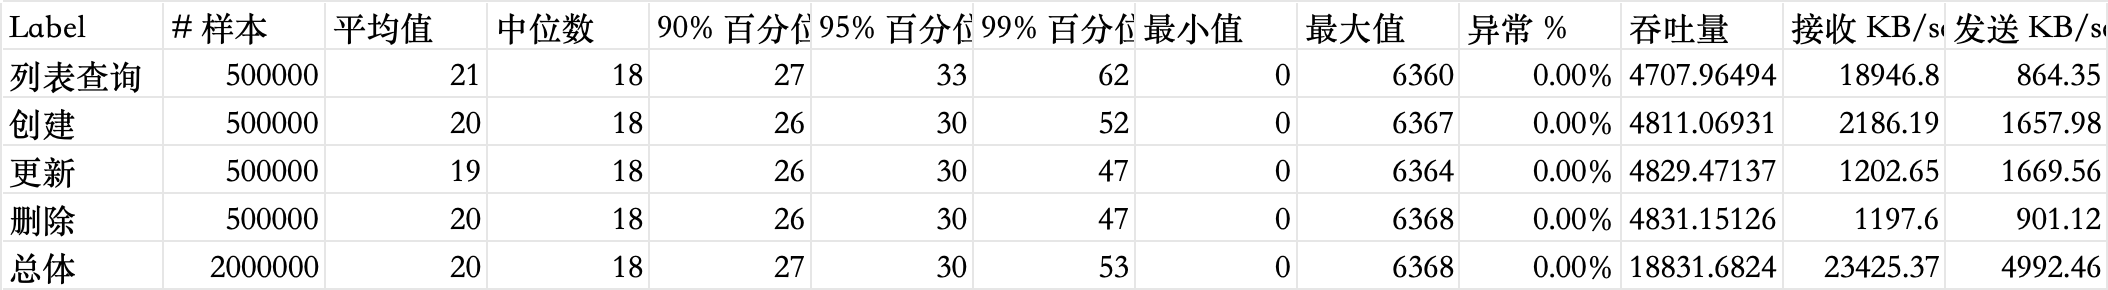 Label # 样本 平均值 中位数 90% 百分位 95% 百分位 99% 百分位 最小值 最大值 异常 % 吞吐量 接收 KB/se 发送 KB/se
列表查询 500000 21 18 27 33 62 0 6360 0.00% 4707.96494 18946.8 864.35
创建 500000 20 18 26 30 52 0 6367 0.00% 4811.06931 2186.19 1657.98
更新 500000 19 18 26 30 47 0 6364 0.00% 4829.47137 1202.65 1669.56
删除 500000 20 18 26 30 47 0 6368 0.00% 4831.15126 1197.6 901.12
总体 2000000 20 18 27 30 53 0 6368 0.00% 18831.6824 23425.37 4992.46